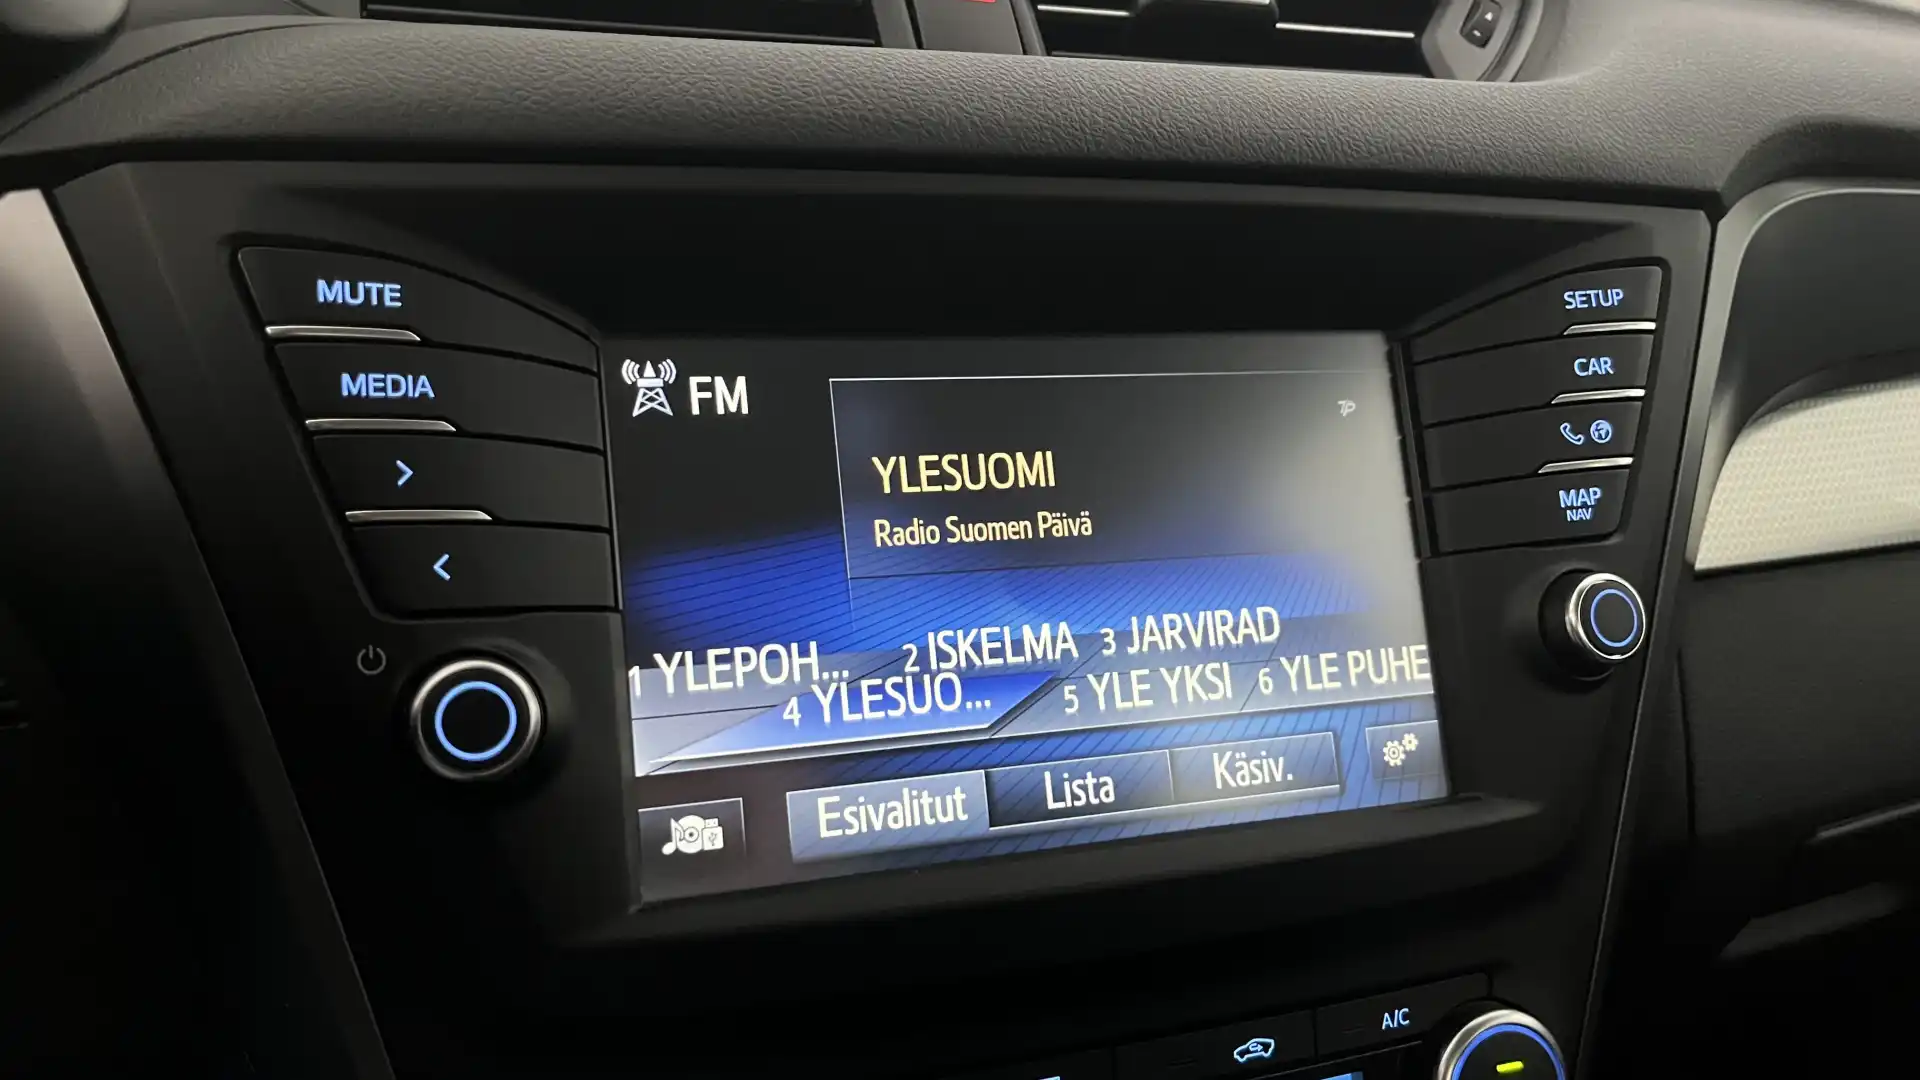 MUTE
MEDIA
SETUP
CAR
MAP
NAV
FM
TP
YLESUOMI
Radio Suomen Päivä
1 YLEPOH... 2 ISKELMA 3 JARVIRAD
4 YLESUO... 5 YLE YKSI 6 YLE PUHE
Esivalitut Lista Käsiv.
A/C